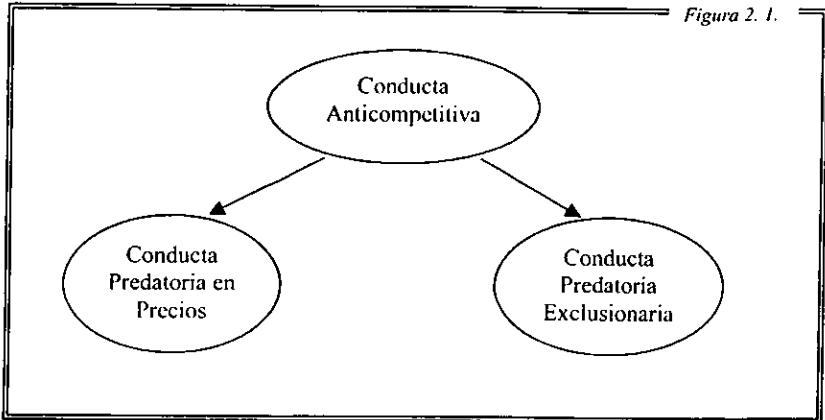 Figura 2. 1.
Conducta
Anticompetitiva
Conducta
Predatoria en
Precios
Conducta
Predatoria
Exclusionaria